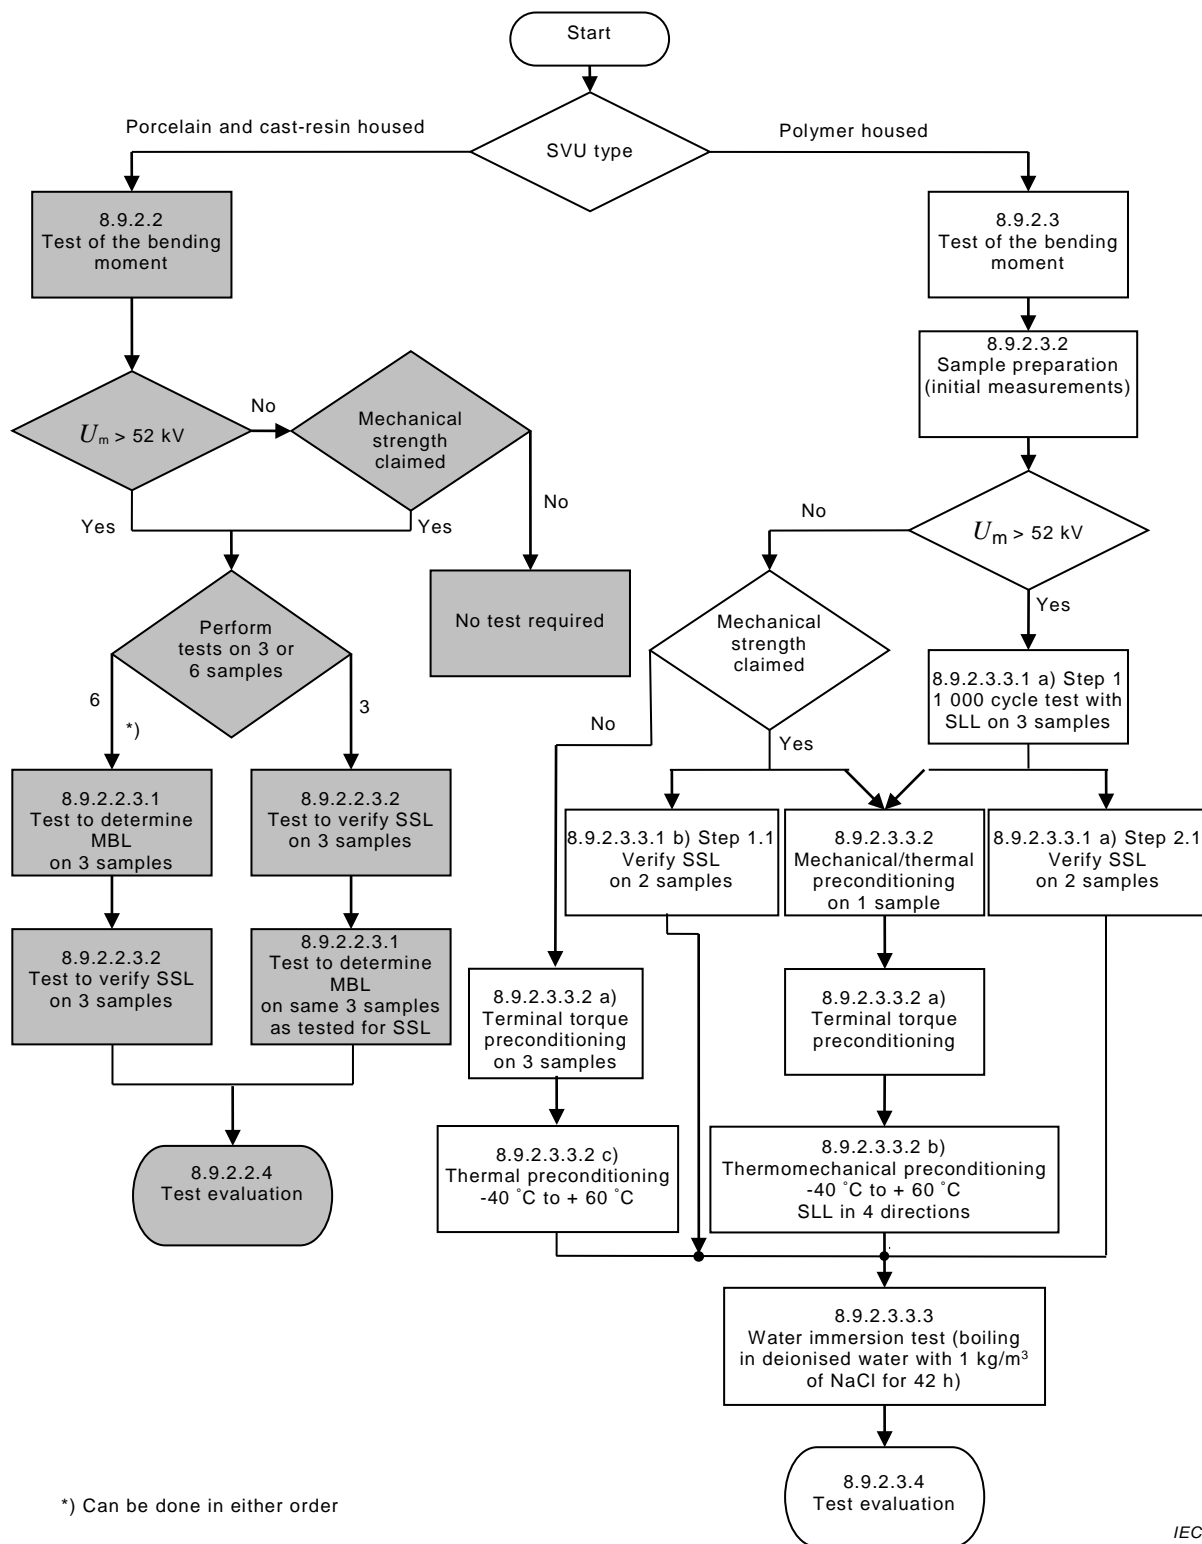 Start
Porcelain and cast-resin housed
Polymer housed
SVU type
8.9.2.2
Test of the bending
moment
8.9.2.3
Test of the bending
moment
8.9.2.3.2
Sample preparation
(initial measurements)
No
Um > 52 kV
Mechanical
strength
claimed
No
Yes
Yes
No
Um > 52 kV
Yes
No test required
Perform
tests on 3 or
6 samples
Mechanical
strength
claimed
8.9.2.3.3.1 a) Step 1
1 000 cycle test with
SLL on 3 samples
6
*)
3
No
Yes
8.9.2.2.3.1
Test to determine
MBL
on 3 samples
8.9.2.2.3.2
Test to verify SSL
on 3 samples
8.9.2.3.3.1 b) Step 1.1
Verify SSL
on 2 samples
8.9.2.3.3.2
Mechanical/thermal
preconditioning
on 1 sample
8.9.2.3.3.1 a) Step 2.1
Verify SSL
on 2 samples
8.9.2.2.3.2
Test to verify SSL
on 3 samples
8.9.2.2.3.1
Test to determine
MBL
on same 3 samples
as tested for SSL
8.9.2.3.3.2 a)
Terminal torque
preconditioning
on 3 samples
8.9.2.3.3.2 a)
Terminal torque
preconditioning
8.9.2.2.4
Test evaluation
8.9.2.3.3.2 c)
Thermal preconditioning
-40 °C to + 60 °C
8.9.2.3.3.2 b)
Thermomechanical preconditioning
-40 °C to + 60 °C
SLL in 4 directions
8.9.2.3.3.3
Water immersion test (boiling
in deionised water with 1 kg/m³
of NaCl for 42 h)
8.9.2.3.4
Test evaluation
*) Can be done in either order
IEC